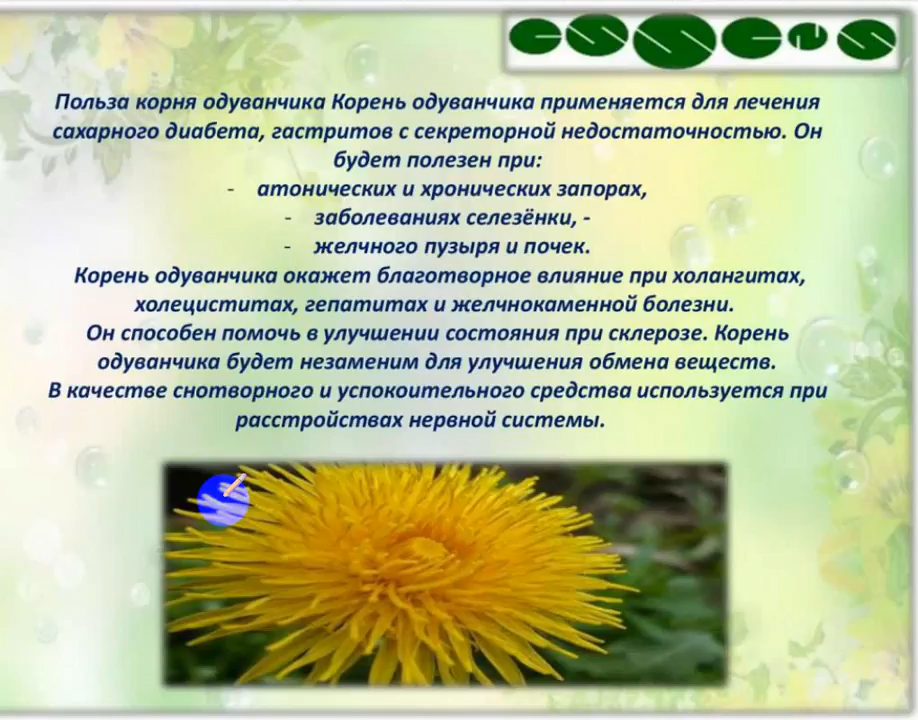 essens
Польза корня одуванчика Корень одуванчика применяется для лечения
сахарного диабета, гастритов с секреторной недостаточностью. Он
будет полезен при:
- атонических и хронических запорах,
- заболеваниях селезёнки, -
- желчного пузыря и почек.
Корень одуванчика окажет благотворное влияние при холангитах,
холециститах, гепатитах и желчнокаменной болезни.
Он способен помочь в улучшении состояния при склерозе. Корень
одуванчика будет незаменим для улучшения обмена веществ.
В качестве снотворного и успокоительного средства используется при
расстройствах нервной системы.